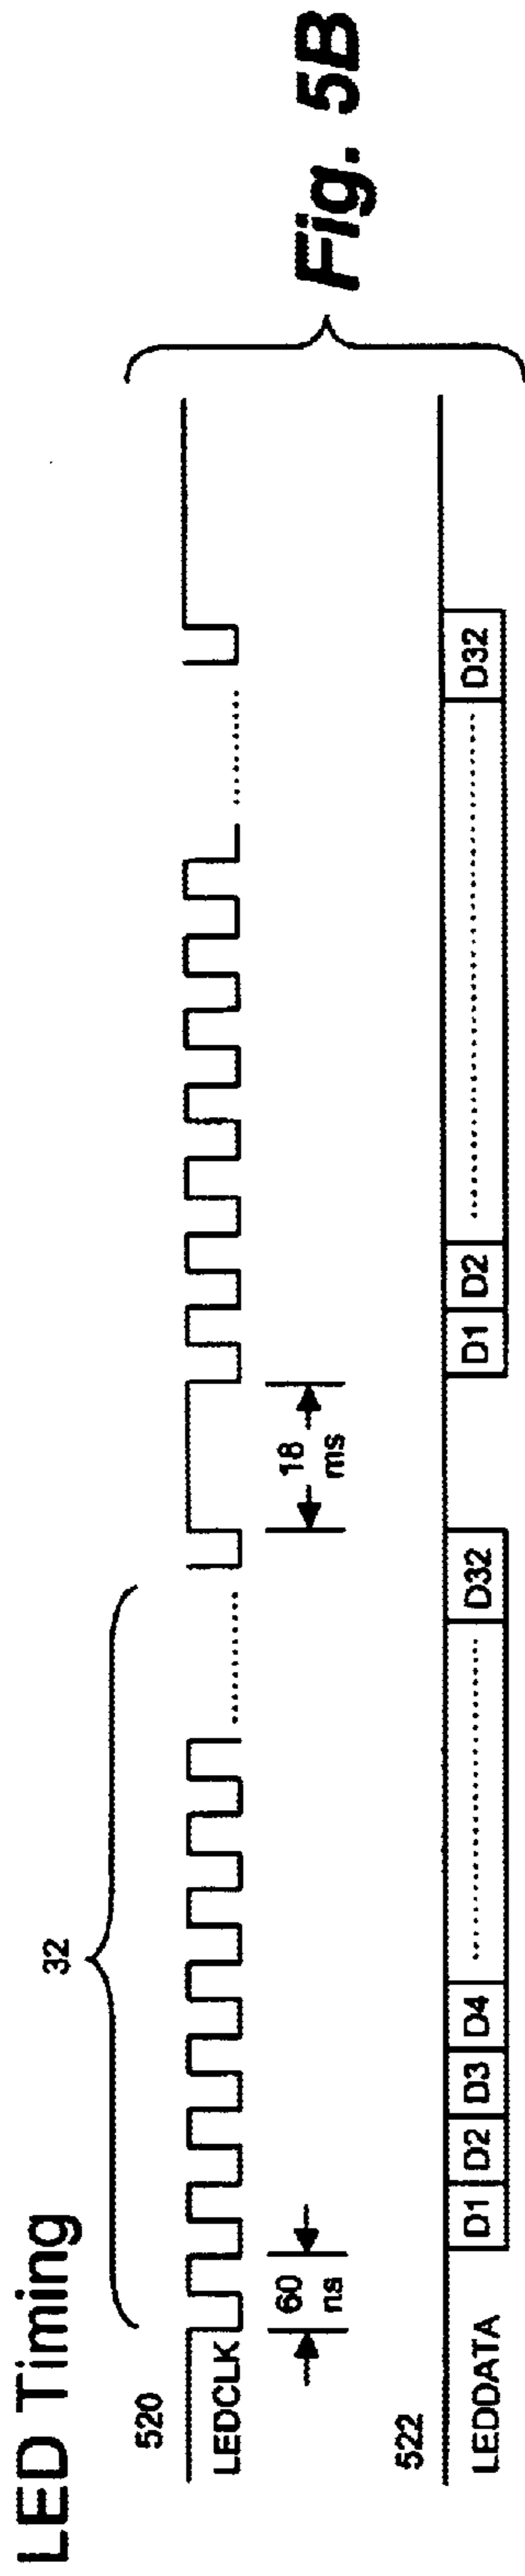 LED Timing
32
520
LEDCLK
60
ns
18
ms
522
LEDDATA
D1 D2 D3 D4 ............ D32
D1 D2 ............ D32
Fig. 5B